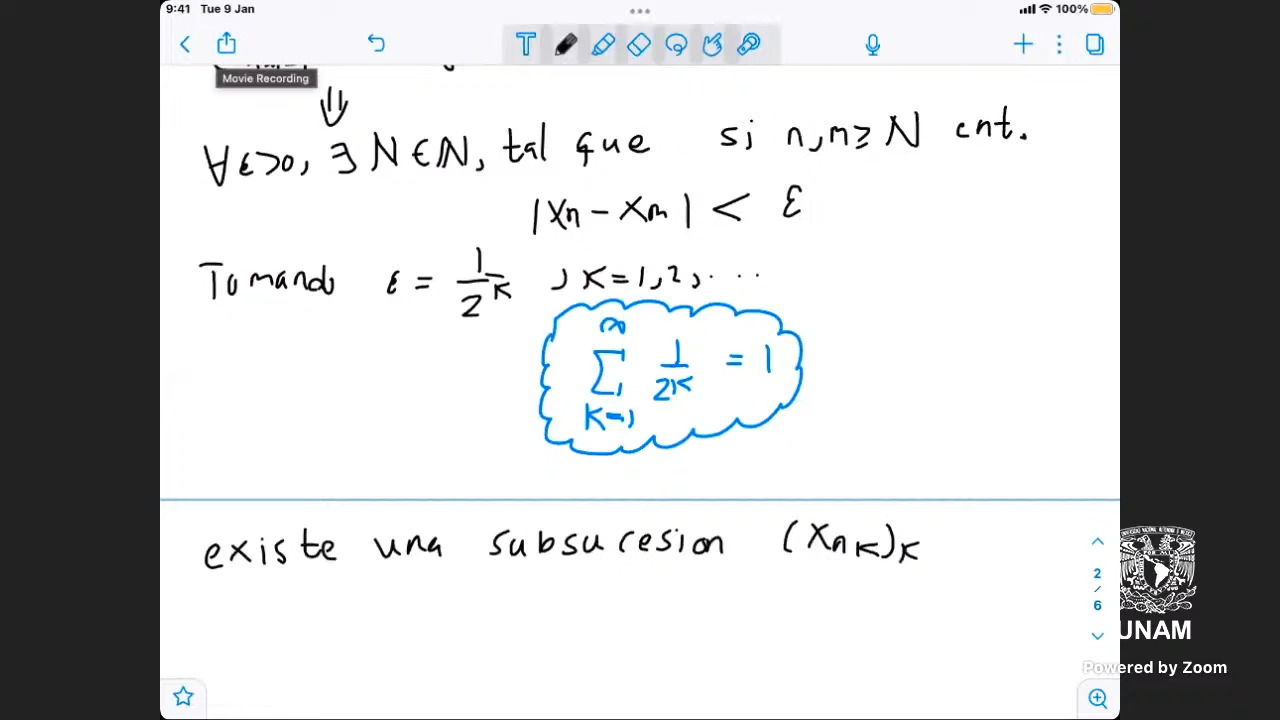 9:41 Tue 9 Jan
100%
Movie Recording
∀ε>0, ∃ N∈ℕ, tal que si n,m≥N ent.
|Xn - Xm| < ε
Tomando ε = 1/2^K , K=1,2,...
∞
∑ 1/2^K = 1
K=1
existe una subsucesion (X_{n_K})_K
2
/
6
UNAM
Powered by Zoom